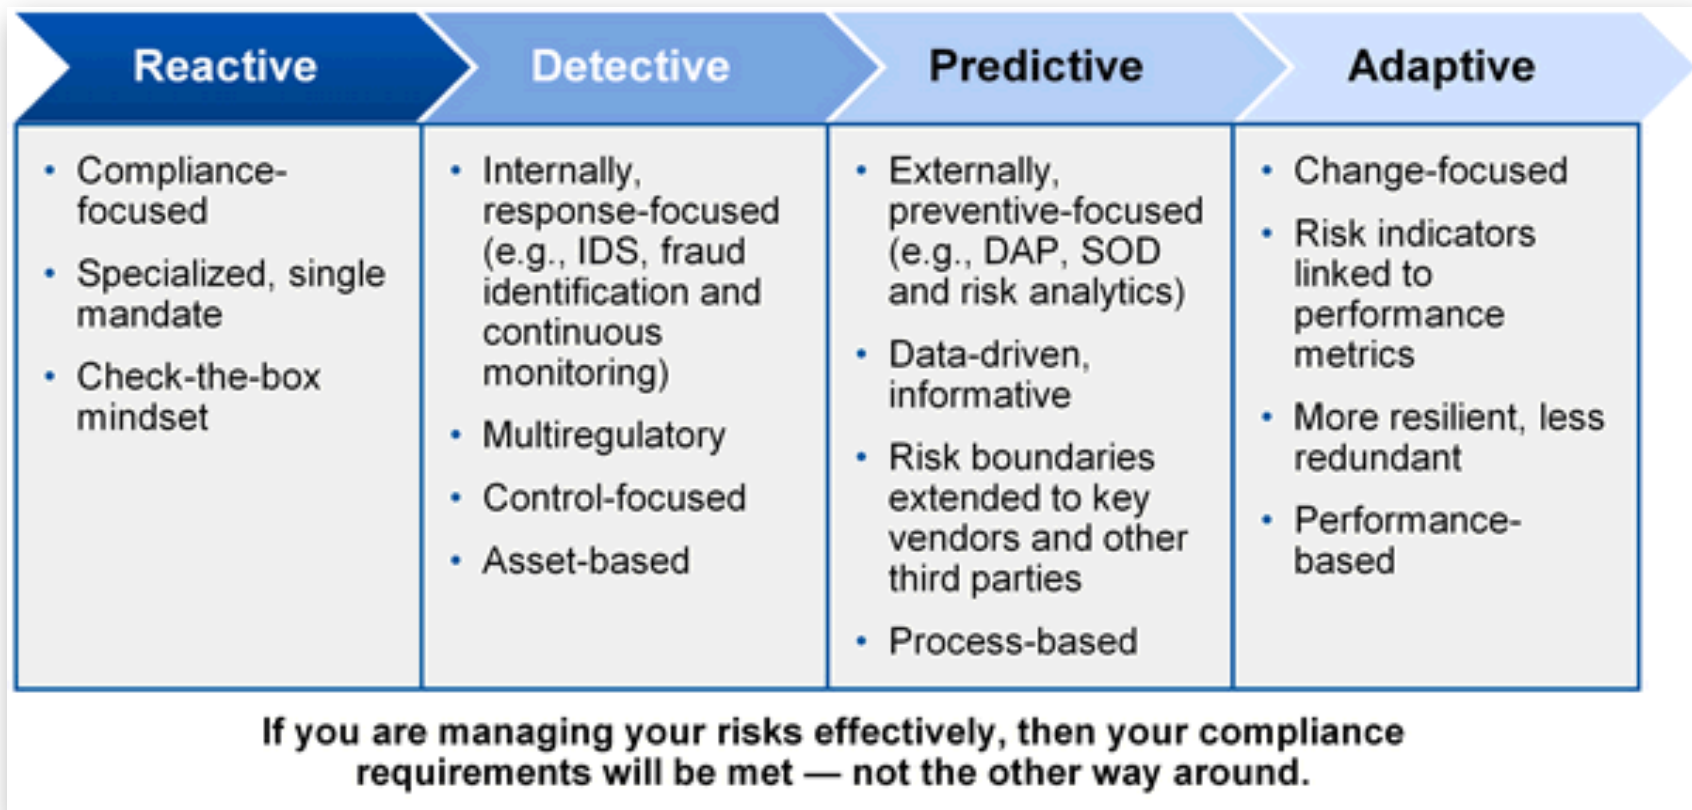 Reactive
Detective
Predictive
Adaptive
• Compliance-
focused
• Specialized, single
mandate
• Check-the-box
mindset
• Internally,
response-focused
(e.g., IDS, fraud
identification and
continuous
monitoring)
• Multiregulatory
• Control-focused
• Asset-based
• Externally,
preventive-focused
(e.g., DAP, SOD
and risk analytics)
• Data-driven,
informative
• Risk boundaries
extended to key
vendors and other
third parties
• Process-based
• Change-focused
• Risk indicators
linked to
performance
metrics
• More resilient, less
redundant
• Performance-
based
If you are managing your risks effectively, then your compliance
requirements will be met — not the other way around.